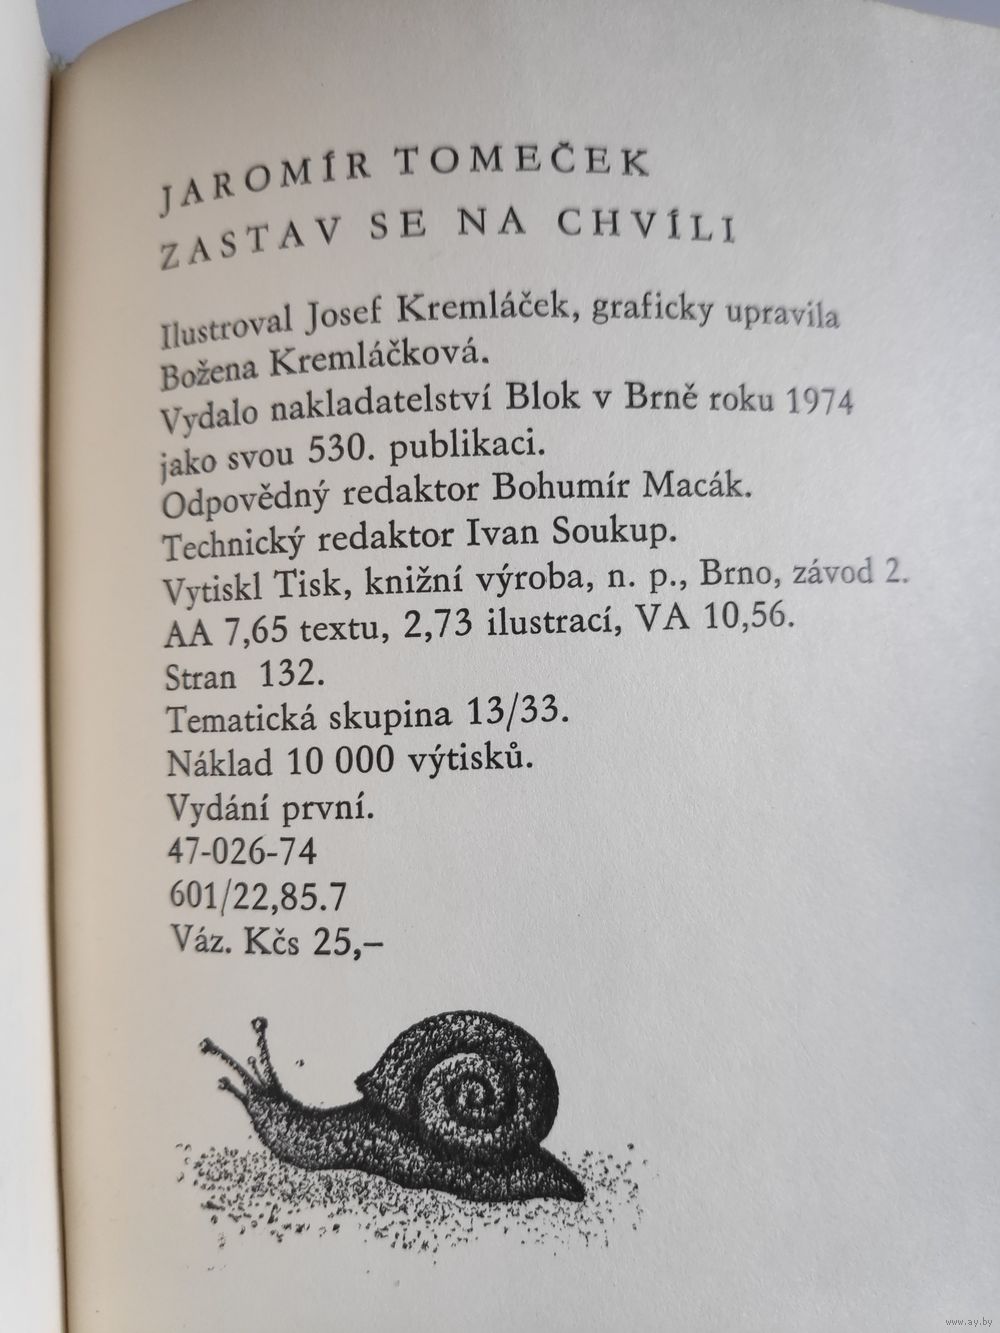 JAROMÍR TOMEČEK
ZASTAV SE NA CHVÍLI
Ilustroval Josef Kremláček, graficky upravila
Božena Kremláčková.
Vydalo nakladatelství Blok v Brně roku 1974
jako svou 530. publikaci.
Odpovědný redaktor Bohumír Macák.
Technický redaktor Ivan Soukup.
Vytiskl Tisk, knižní výroba, n. p., Brno, závod 2.
AA 7,65 textu, 2,73 ilustrací, VA 10,56.
Stran 132.
Tematická skupina 13/33.
Náklad 10 000 výtisků.
Vydání první.
47-026-74
601/22,85.7
Váz. Kčs 25,–
www.ay.by